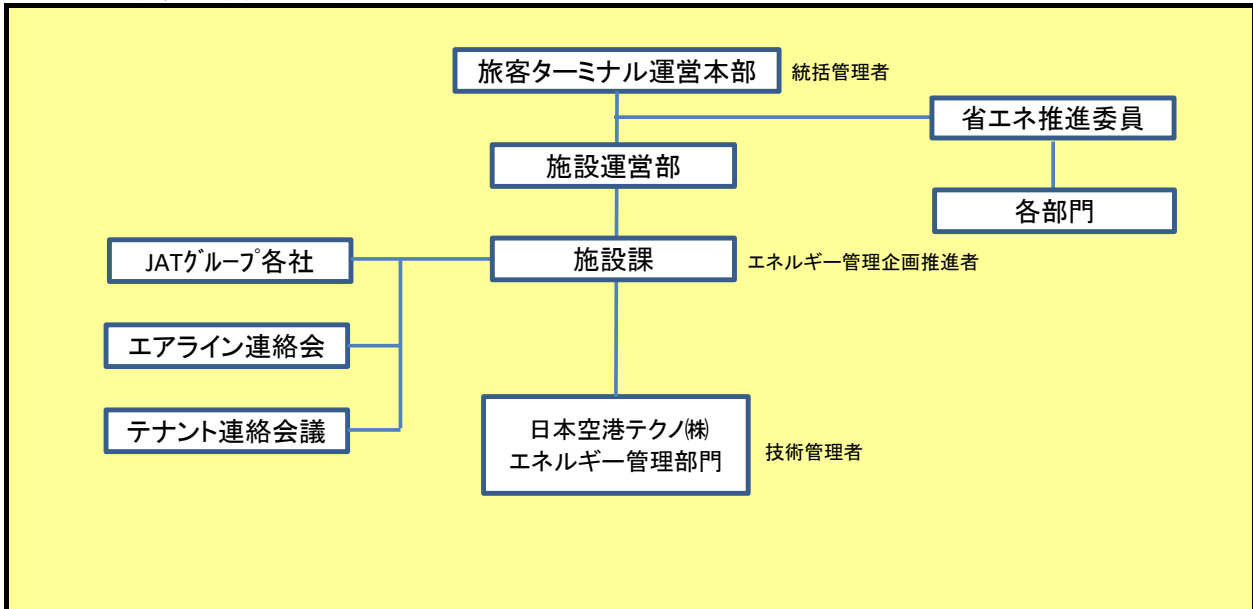 旅客ターミナル運営本部 統括管理者
省エネ推進委員
施設運営部
各部門
JATグループ各社
施設課 エネルギー管理企画推進者
エアライン連絡会
テナント連絡会議
日本空港テクノ㈱
エネルギー管理部門
技術管理者